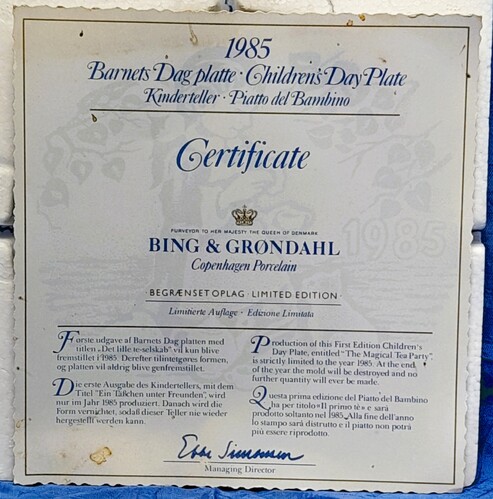 1985
Barnets Dag platte · Children's Day Plate
Kinderteller · Piatto del Bambino
Certificate
PURVEYOR TO HER MAJESTY THE QUEEN OF DENMARK
BING & GRØNDAHL
Copenhagen Porcelain
BEGRÆNSET OPLAG · LIMITED EDITION ·
Limitierte Auflage · Edizione Limitata
Første udgave af Barnets Dag platten med
titlen „Det lille te-selskab” vil kun blive
fremstillet i 1985. Derefter tilintetgøres formen,
og platten vil aldrig blive genfremstillet.
Die erste Ausgabe des Kindertellers, mit dem
Titel "Ein Täßchen unter Freunden", wird
nur im Jahr 1985 produziert. Danach wird die
Form vernichtet, sodaß dieser Teller nie wieder
hergestellt werden kann.
Production of this First Edition Children's
Day Plate, entitled "The Magical Tea Party",
is strictly limited to the year 1985. At the end
of the year the mold will be destroyed and no
further quantity will ever be made.
Questa prima edizione del Piatto del Bambino
ha per titolo «Il primo tè» e sarà
prodotto soltanto nel 1985. Alla fine dell'anno
lo stampo sarà distrutto e il piatto non potrà
più essere riprodotto.
Ebbe Simonsen
Managing Director
1985